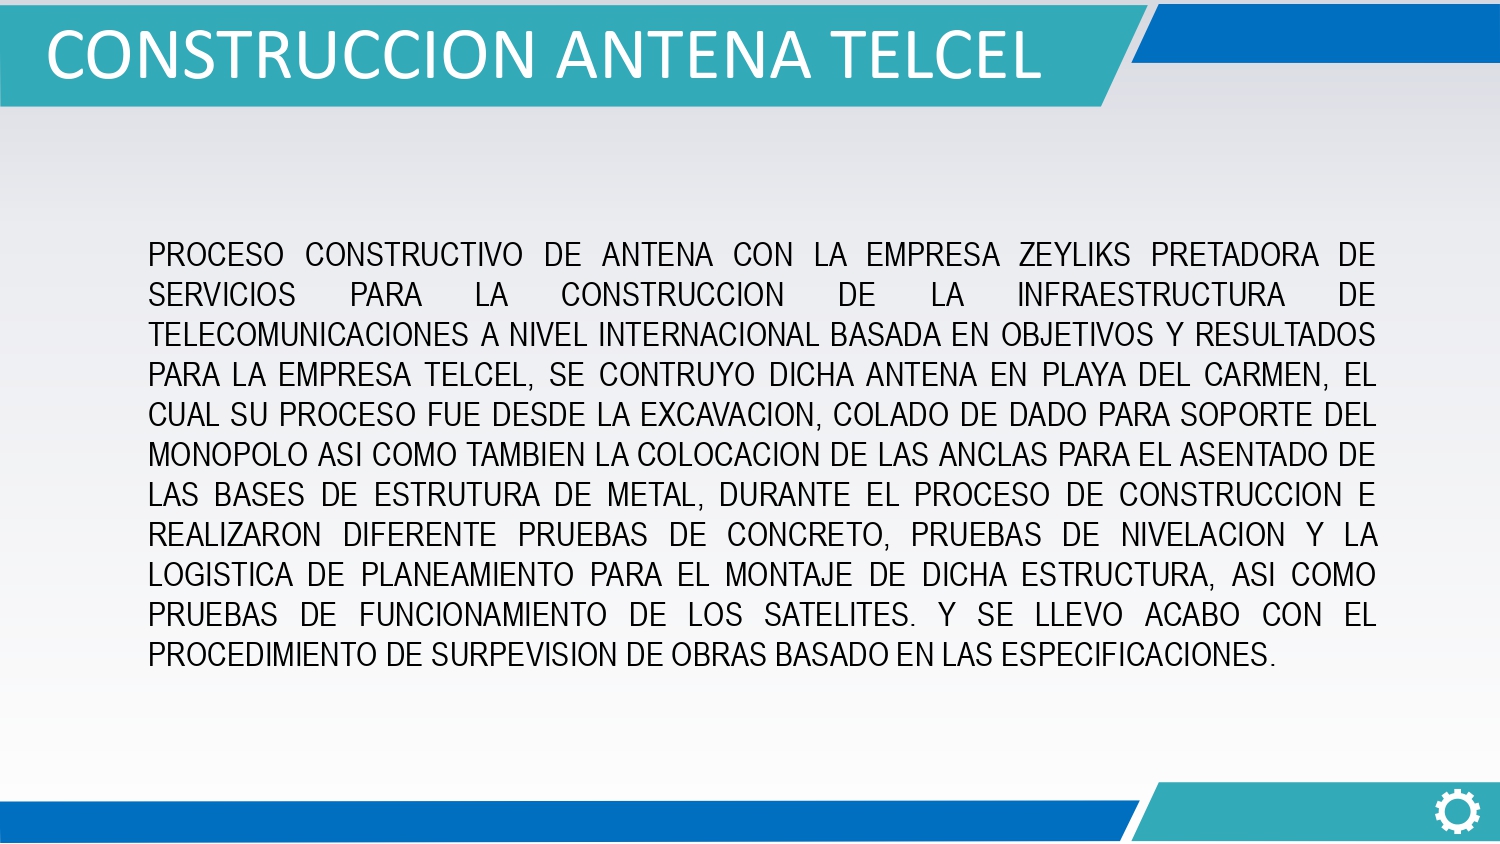 CONSTRUCCION ANTENA TELCEL
PROCESO CONSTRUCTIVO DE ANTENA CON LA EMPRESA ZEYLIKS PRETADORA DE
SERVICIOS PARA LA CONSTRUCCION DE LA INFRAESTRUCTURA DE
TELECOMUNICACIONES A NIVEL INTERNACIONAL BASADA EN OBJETIVOS Y RESULTADOS
PARA LA EMPRESA TELCEL, SE CONTRUYO DICHA ANTENA EN PLAYA DEL CARMEN, EL
CUAL SU PROCESO FUE DESDE LA EXCAVACION, COLADO DE DADO PARA SOPORTE DEL
MONOPOLO ASI COMO TAMBIEN LA COLOCACION DE LAS ANCLAS PARA EL ASENTADO DE
LAS BASES DE ESTRUTURA DE METAL, DURANTE EL PROCESO DE CONSTRUCCION E
REALIZARON DIFERENTE PRUEBAS DE CONCRETO, PRUEBAS DE NIVELACION Y LA
LOGISTICA DE PLANEAMIENTO PARA EL MONTAJE DE DICHA ESTRUCTURA, ASI COMO
PRUEBAS DE FUNCIONAMIENTO DE LOS SATELITES. Y SE LLEVO ACABO CON EL
PROCEDIMIENTO DE SURPEVISION DE OBRAS BASADO EN LAS ESPECIFICACIONES.